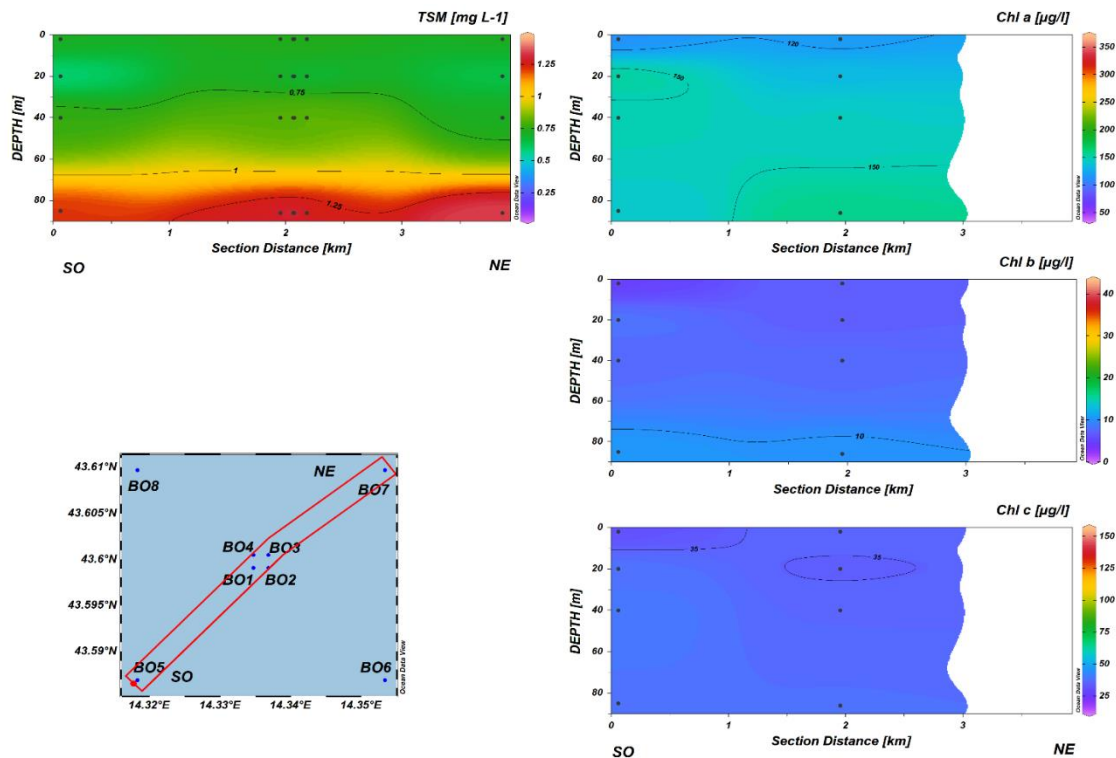 TSM [mg L-1]
0
20
40
60
80
DEPTH [m]
0.75
1
1.25
1.25
1
0.75
0.5
0.25
Ocean Data View
0 1 2 3
Section Distance [km]
SO NE
Chl a [µg/l]
0
20
40
60
80
DEPTH [m]
120
150
150
350
300
250
200
150
100
50
Ocean Data View
0 1 2 3
Section Distance [km]
Chl b [µg/l]
0
20
40
60
80
DEPTH [m]
10
40
30
20
10
0
Ocean Data View
0 1 2 3
Section Distance [km]
Chl c [µg/l]
0
20
40
60
80
DEPTH [m]
35
35
150
125
100
75
50
25
Ocean Data View
0 1 2 3
Section Distance [km]
SO NE
43.61°N
43.605°N
43.6°N
43.595°N
43.59°N
NE
BO8
BO7
BO4 BO3
BO1 BO2
BO5 SO BO6
Ocean Data View
14.32°E 14.33°E 14.34°E 14.35°E